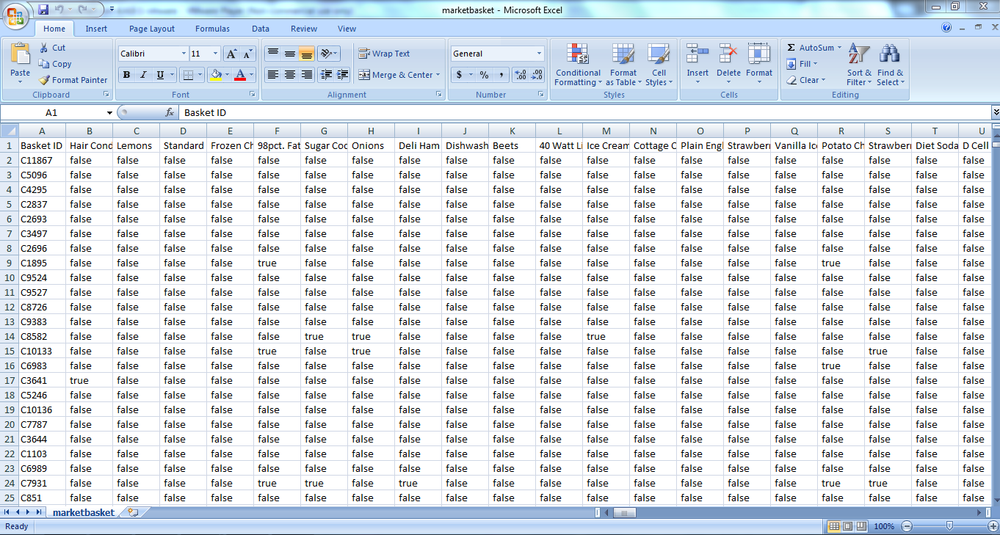 marketbasket - Microsoft Excel
Home Insert Page Layout Formulas Data Review View
Paste
Cut
Copy
Format Painter
Clipboard
Calibri 11
B I U
Font
Wrap Text
Merge & Center
Alignment
General
$ % ,
Number
Conditional Formatting
Format as Table
Cell Styles
Styles
Insert Delete Format
Cells
Σ AutoSum
Fill
Clear
Sort & Filter
Find & Select
Editing
A1 fx Basket ID
A B C D E F G H I J K L M N O P Q R S T U
1 Basket ID Hair Cond Lemons Standard Frozen Ch 98pct. Fat Sugar Coo Onions Deli Ham Dishwash Beets 40 Watt Li Ice Cream Cottage C Plain Engl Strawberr Vanilla Ice Potato Ch Strawberr Diet Soda D Cell
2 C11867 false false false false false false false false false false false false false false false false false false false false
3 C5096 false false false false false false false false false false false false false false false false false false false false
4 C4295 false false false false false false false false false false false false false false false false false false false false
5 C2837 false false false false false false false false false false false false false false false false false false false false
6 C2693 false false false false false false false false false false false false false false false false false false false false
7 C3497 false false false false false false false false false false false false false false false false false false false false
8 C2696 false false false false false false false false false false false false false false false false false false false false
9 C1895 false false false false true false false false false false false false false false false false true false false false
10 C9524 false false false false false false false false false false false false false false false false false false false false
11 C9527 false false false false false false false false false false false false false false false false false false false false
12 C8726 false false false false false false false false false false false false false false false false false false false false
13 C9383 false false false false false false false false false false false false false false false false false false false false
14 C8582 false false false false false true true false false false false true false false false false false false false false
15 C10133 false false false false true false true false false false false false false false false false false true false false
16 C6983 false false false false false false false false false false false false false false false false true false false false
17 C3641 true false false false false false false false false false false false false false false false false false false false
18 C5246 false false false false false false false false false false false false false false false false false false false false
19 C10136 false false false false false false false false false false false false false false false false false false false false
20 C7787 false false false false false false false false false false false false false false false false false false false false
21 C3644 false false false false false false false false false false false false false false false false false false false false
22 C1103 false false false false false false false false false false false false false false false false false false false false
23 C6989 false false false false false false false false false false false false false false false false false false false false
24 C7931 false false false false true true false true false false false false false false false false true true false false
25 C851 false false false false false false false false false false false false false false false false false false false false
marketbasket
Ready 100%